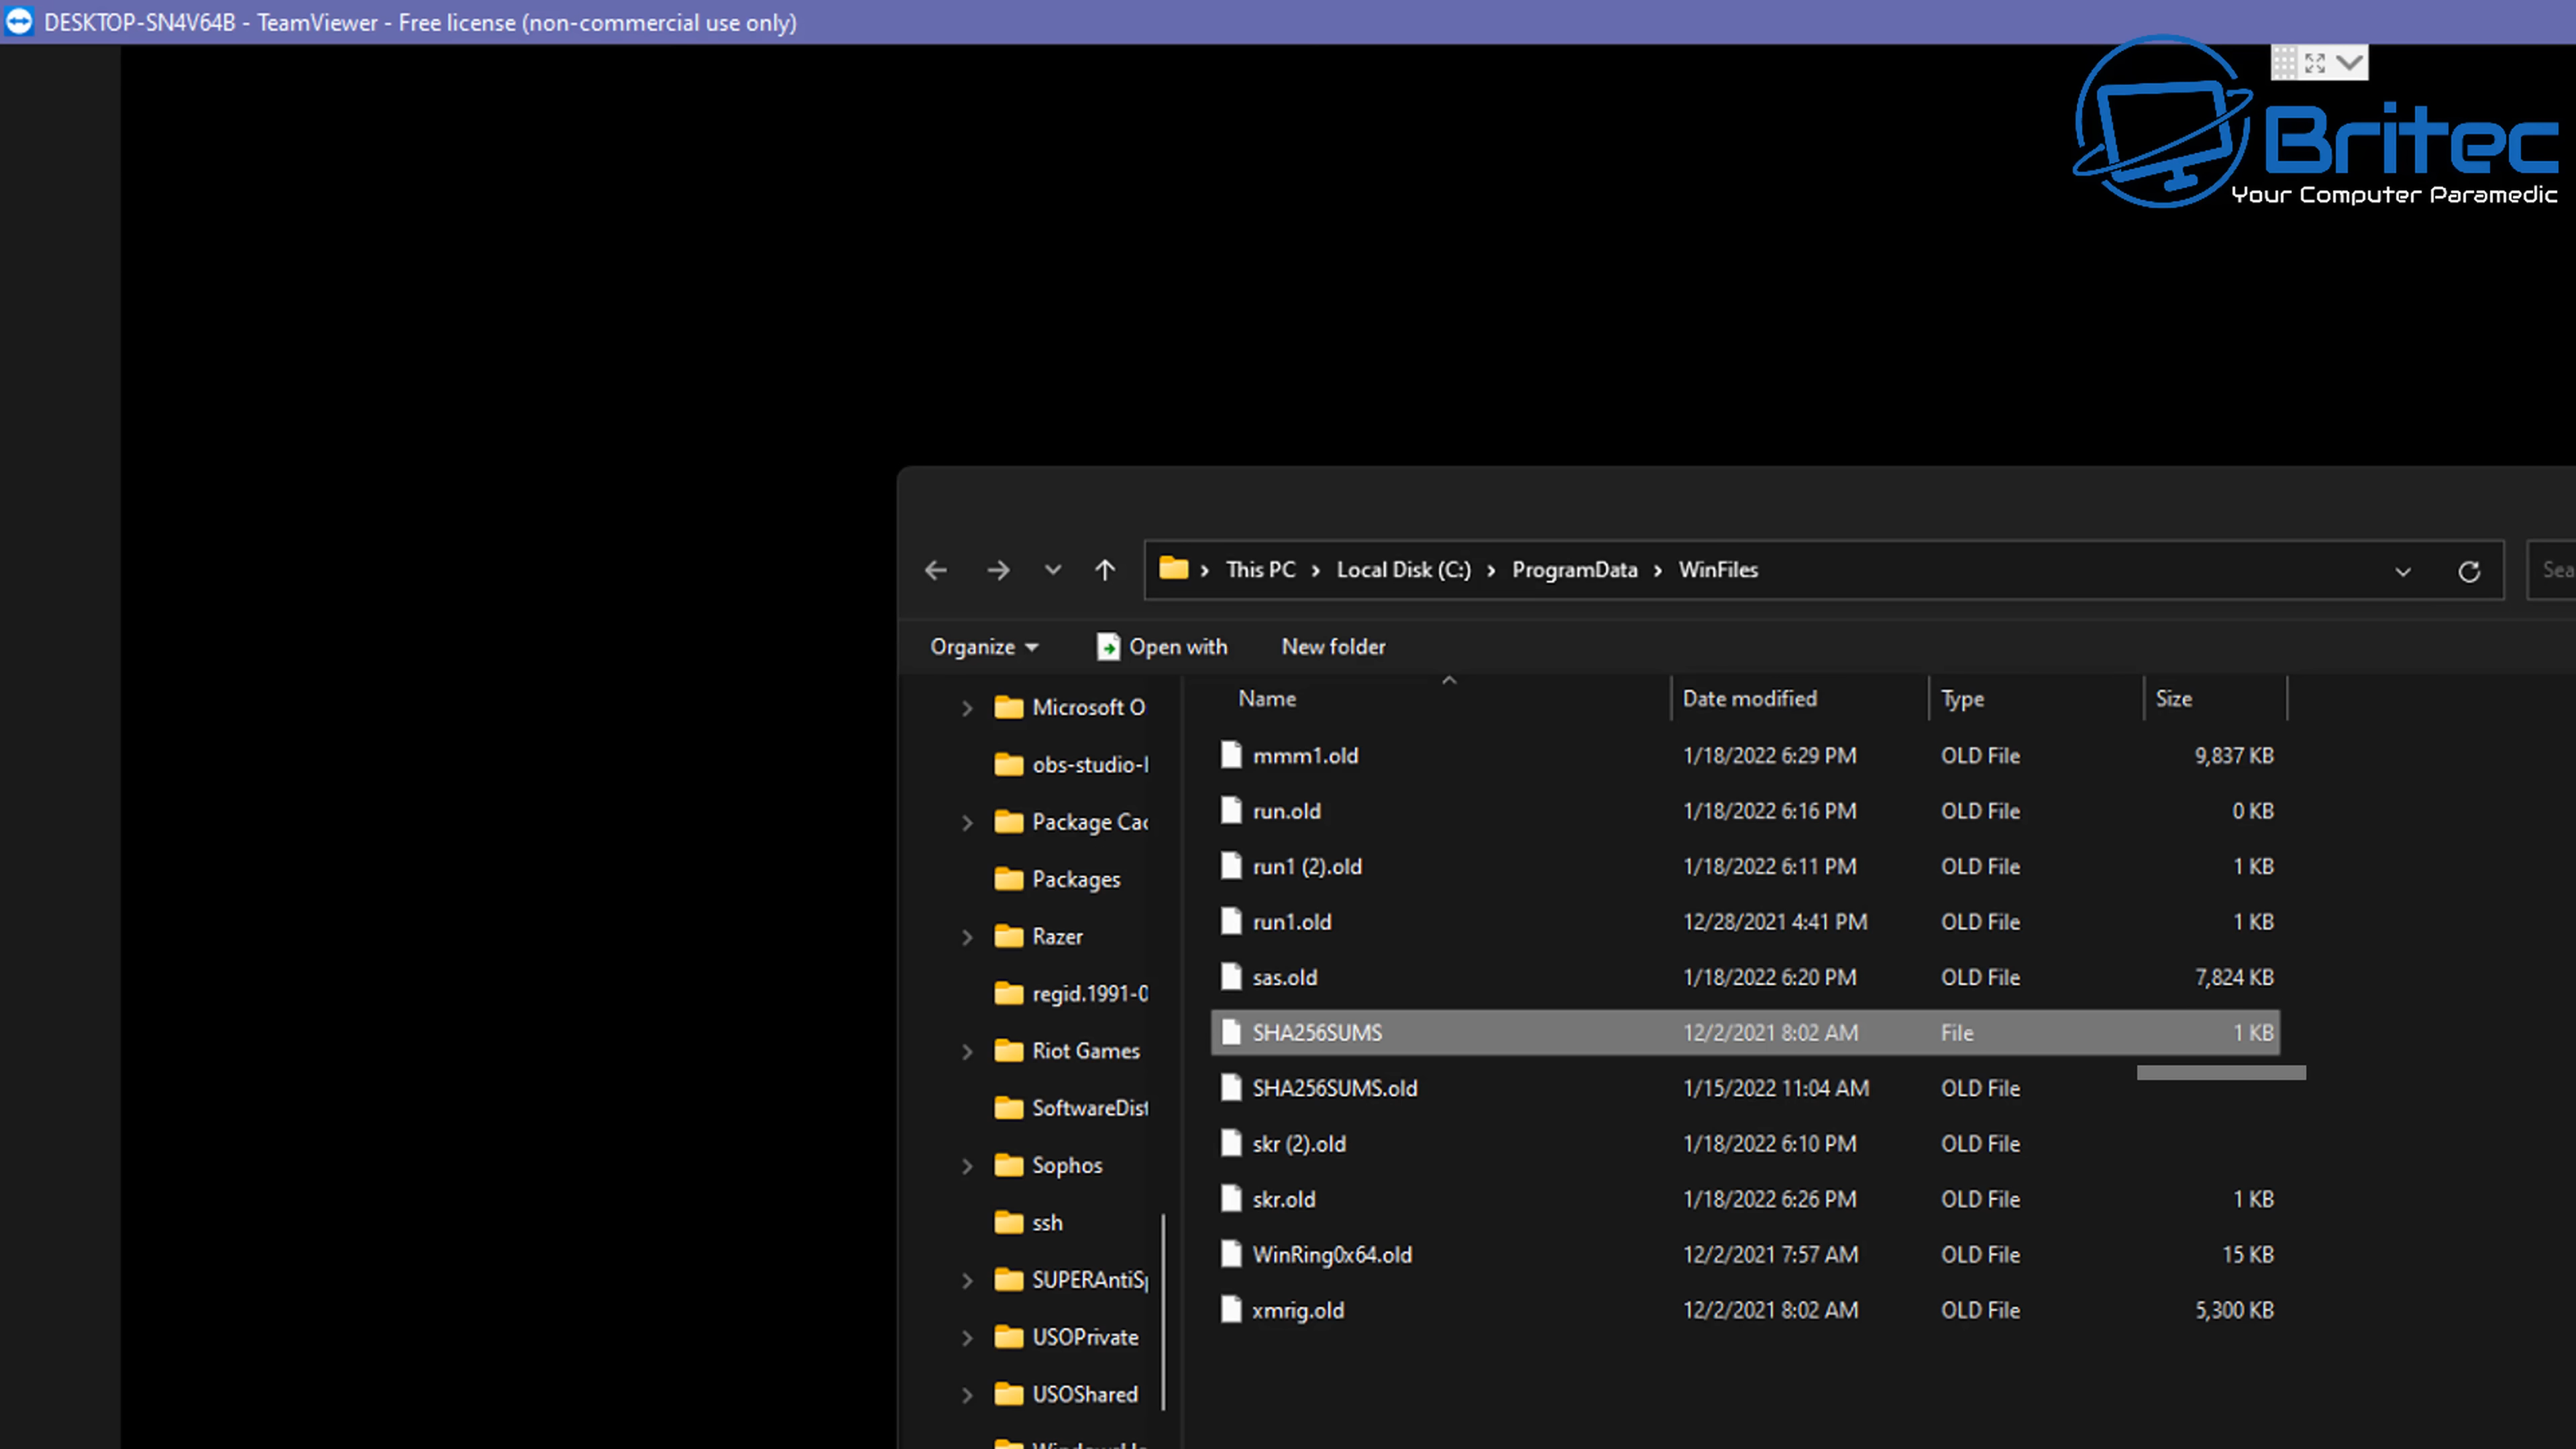 DESKTOP-SN4V64B - TeamViewer - Free license (non-commercial use only)
Britec
Your Computer Paramedic
This PC > Local Disk (C:) > ProgramData > WinFiles
Sea
Organize Open with New folder
Name Date modified Type Size
Microsoft O
obs-studio-
Package Cac
Packages
Razer
regid.1991-0
Riot Games
SoftwareDist
Sophos
ssh
SUPERAntiSp
USOPrivate
USOShared
mmm1.old 1/18/2022 6:29 PM OLD File 9,837 KB
run.old 1/18/2022 6:16 PM OLD File 0 KB
run1 (2).old 1/18/2022 6:11 PM OLD File 1 KB
run1.old 12/28/2021 4:41 PM OLD File 1 KB
sas.old 1/18/2022 6:20 PM OLD File 7,824 KB
SHA256SUMS 12/2/2021 8:02 AM File 1 KB
SHA256SUMS.old 1/15/2022 11:04 AM OLD File
skr (2).old 1/18/2022 6:10 PM OLD File
skr.old 1/18/2022 6:26 PM OLD File 1 KB
WinRing0x64.old 12/2/2021 7:57 AM OLD File 15 KB
xmrig.old 12/2/2021 8:02 AM OLD File 5,300 KB